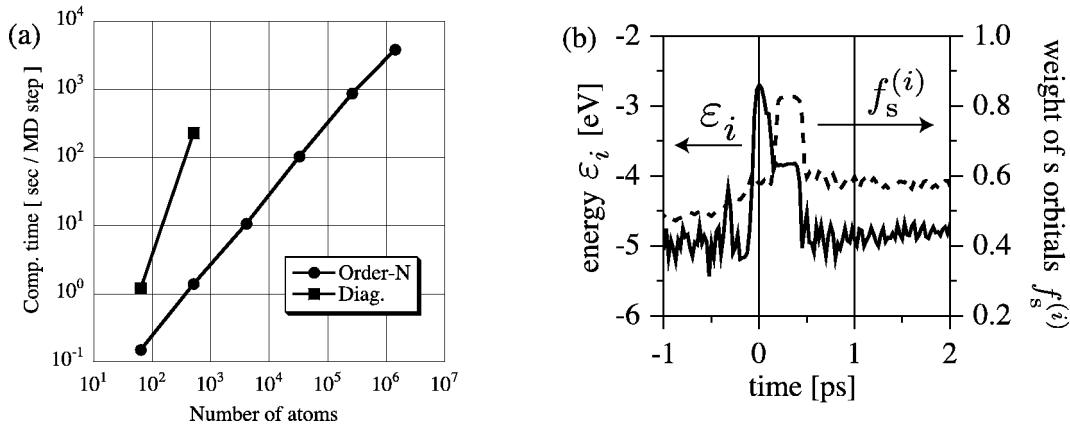 (a)
Comp. time [ sec / MD step ]
10^4
10^3
10^2
10^1
10^0
10^-1
10^1 10^2 10^3 10^4 10^5 10^6 10^7
Number of atoms
Order-N
Diag.
(b)
energy ε_i [eV]
-2
-3
-4
-5
-6
ε_i
f_s^(i)
1.0
0.8
0.6
0.4
0.2
weight of s orbitals f_s^(i)
-1 0 1 2
time [ps]